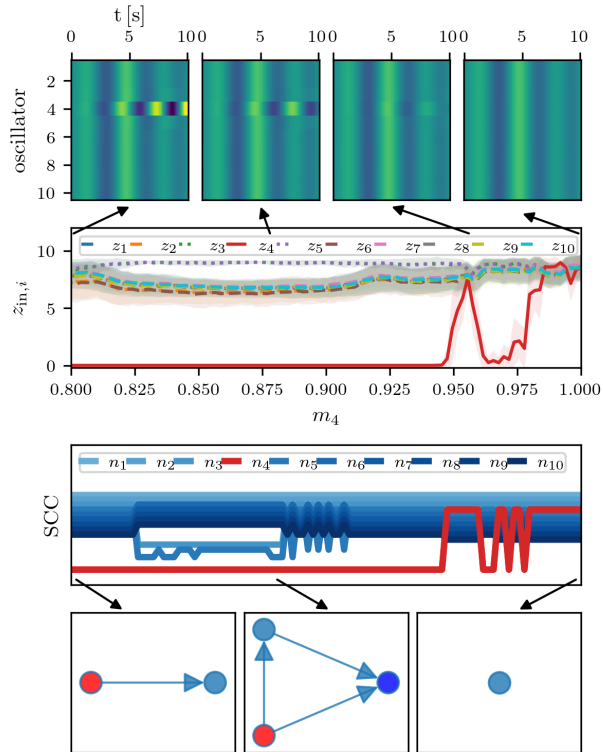 t [s]
0 5 10 0 5 10 0 5 10 0 5 10
oscillator
2
4
6
8
10
z1 z2 z3 z4 z5 z6 z7 z8 z9 z10
z_in,i
10
5
0
0.800 0.825 0.850 0.875 0.900 0.925 0.950 0.975 1.000
m4
n1 n2 n3 n4 n5 n6 n7 n8 n9 n10
SCC